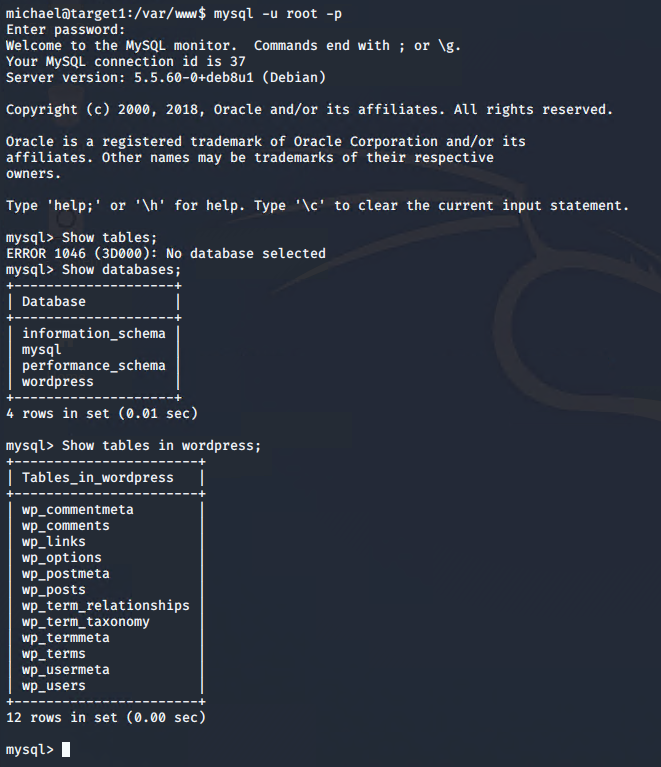 michael@target1:/var/www$ mysql -u root -p
Enter password:
Welcome to the MySQL monitor.  Commands end with ; or \g.
Your MySQL connection id is 37
Server version: 5.5.60-0+deb8u1 (Debian)

Copyright (c) 2000, 2018, Oracle and/or its affiliates. All rights reserved.

Oracle is a registered trademark of Oracle Corporation and/or its
affiliates. Other names may be trademarks of their respective
owners.

Type 'help;' or '\h' for help. Type '\c' to clear the current input statement.

mysql> Show tables;
ERROR 1046 (3D000): No database selected
mysql> Show databases;
+--------------------+
| Database           |
+--------------------+
| information_schema |
| mysql              |
| performance_schema |
| wordpress          |
+--------------------+
4 rows in set (0.01 sec)

mysql> Show tables in wordpress;
+-----------------------+
| Tables_in_wordpress   |
+-----------------------+
| wp_commentmeta        |
| wp_comments           |
| wp_links              |
| wp_options            |
| wp_postmeta           |
| wp_posts              |
| wp_term_relationships |
| wp_term_taxonomy      |
| wp_termmeta           |
| wp_terms              |
| wp_usermeta           |
| wp_users              |
+-----------------------+
12 rows in set (0.00 sec)

mysql>